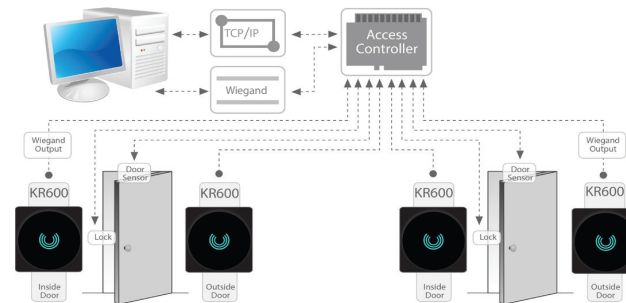 TCP/IP
Access
Controller
Wiegand
Wiegand
Output
Wiegand
Output
KR600
Door
Sensor
KR600
KR600
Door
Sensor
KR600
Lock
Lock
Inside
Door
Outside
Door
Inside
Door
Outside
Door